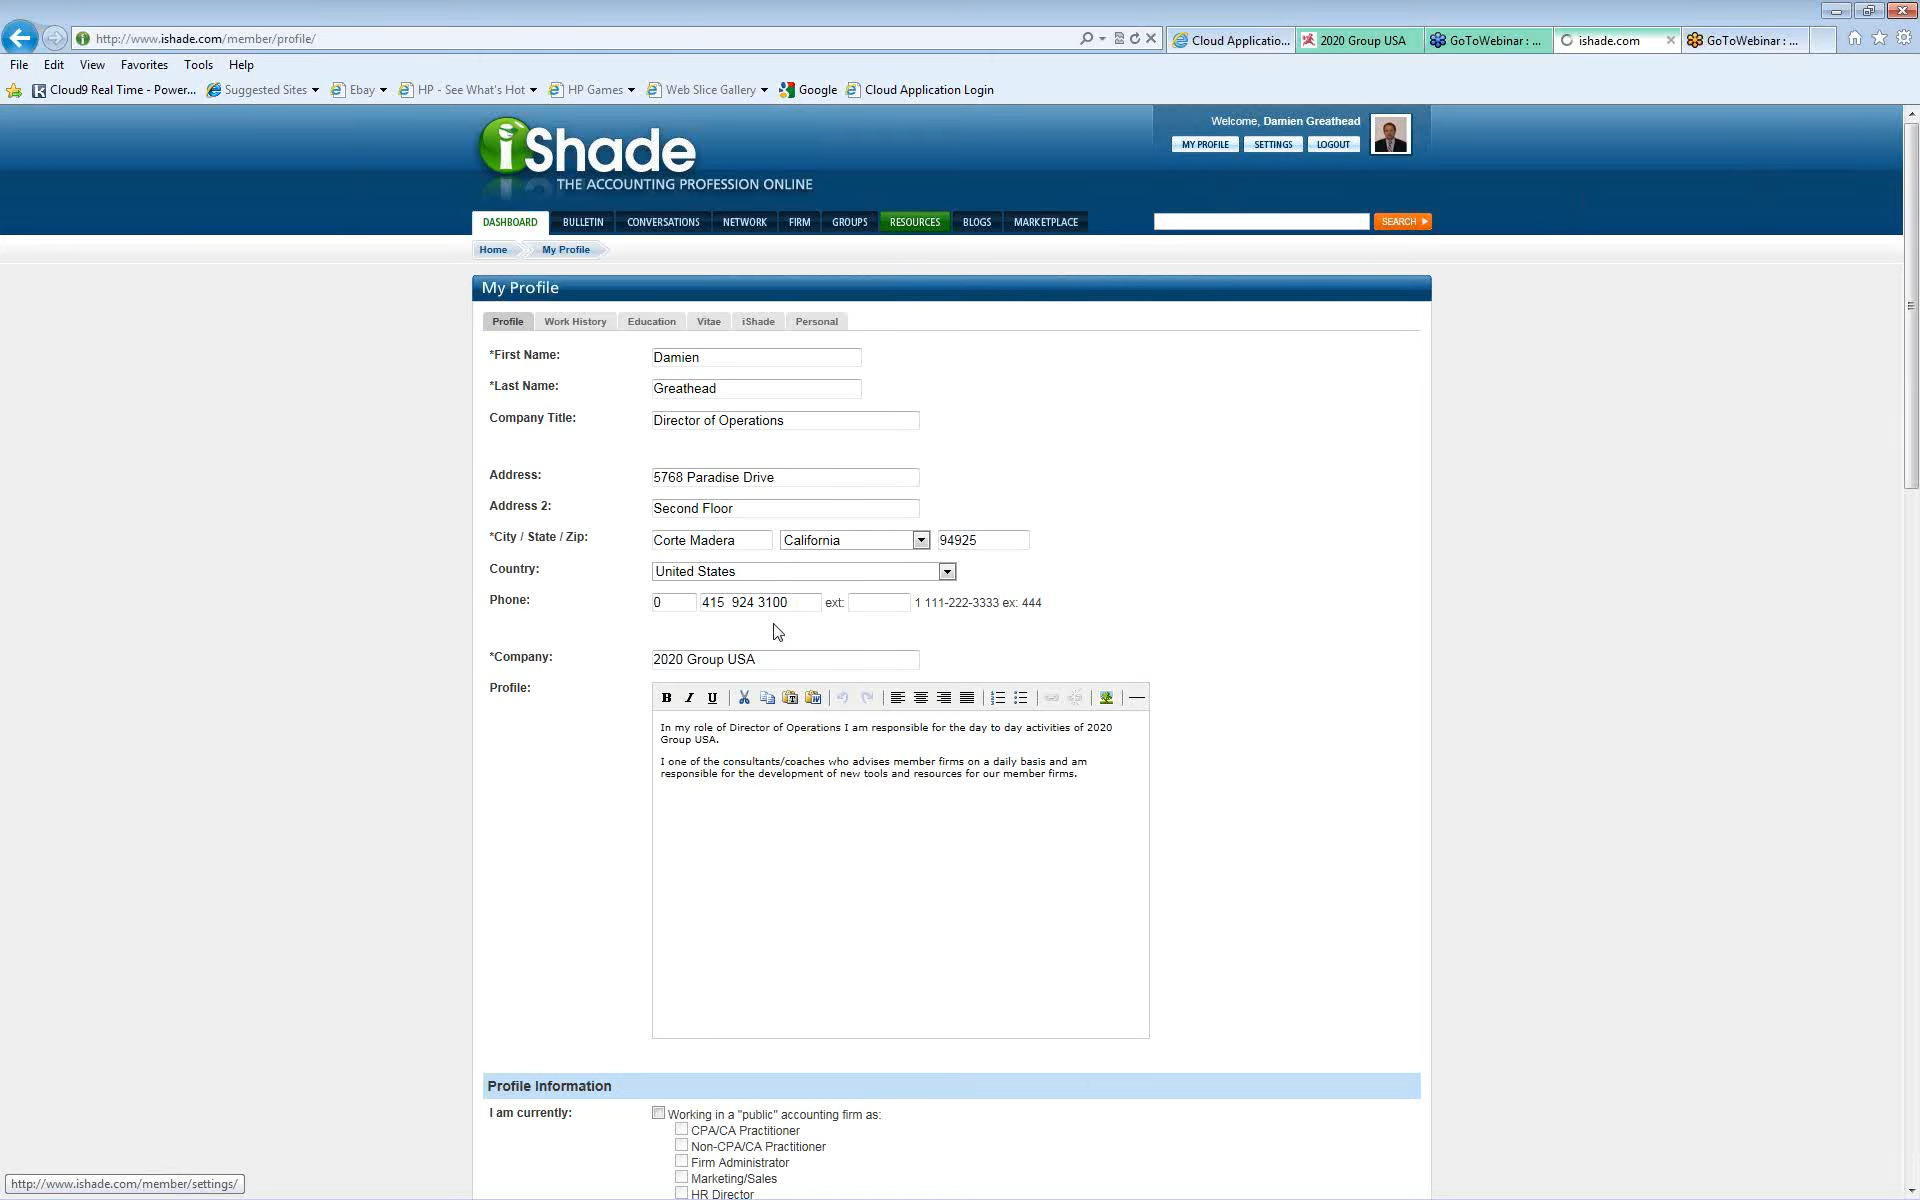 http://www.ishade.com/member/profile/
Cloud Applicatio...
2020 Group USA
GoToWebinar : ...
ishade.com
GoToWebinar : ...
File Edit View Favorites Tools Help
Cloud9 Real Time - Power...
Suggested Sites
Ebay
HP - See What's Hot
HP Games
Web Slice Gallery
Google
Cloud Application Login
iShade
THE ACCOUNTING PROFESSION ONLINE
Welcome, Damien Greathead
MY PROFILE SETTINGS LOGOUT
DASHBOARD BULLETIN CONVERSATIONS NETWORK FIRM GROUPS RESOURCES BLOGS MARKETPLACE
SEARCH
Home My Profile
My Profile
Profile Work History Education Vitae iShade Personal
*First Name: Damien
*Last Name: Greathead
Company Title: Director of Operations
Address: 5768 Paradise Drive
Address 2: Second Floor
*City / State / Zip: Corte Madera California 94925
Country: United States
Phone: 0 415 924 3100 ext: 1 111-222-3333 ex: 444
*Company: 2020 Group USA
Profile:
B I U
In my role of Director of Operations I am responsible for the day to day activities of 2020
Group USA.
I one of the consultants/coaches who advises member firms on a daily basis and am
responsible for the development of new tools and resources for our member firms.
Profile Information
I am currently: Working in a "public" accounting firm as:
CPA/CA Practitioner
Non-CPA/CA Practitioner
Firm Administrator
Marketing/Sales
HR Director
http://www.ishade.com/member/settings/